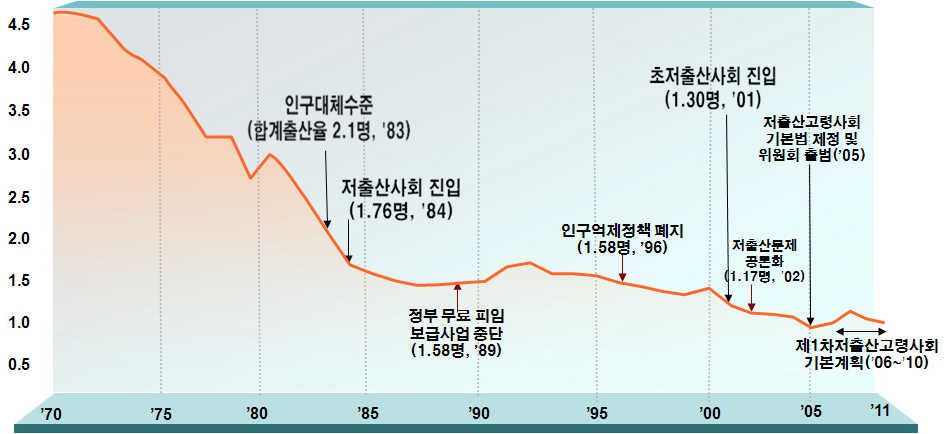 4.5
4.0
3.5
3.0
2.5
2.0
1.5
1.0
0.5
인구대체수준
(합계출산율 2.1명, ’83)
저출산사회 진입
(1.76명, ’84)
정부 무료 피임
보급사업 중단
(1.58명, ’89)
인구억제정책 폐지
(1.58명, ’96)
초저출산사회 진입
(1.30명, ’01)
저출산문제
공론화
(1.17명, ’02)
저출산고령사회
기본법 제정 및
위원회 출범(’05)
제1차저출산고령사회
기본계획(’06~’10)
’70 ’75 ’80 ’85 ’90 ’95 ’00 ’05 ’11